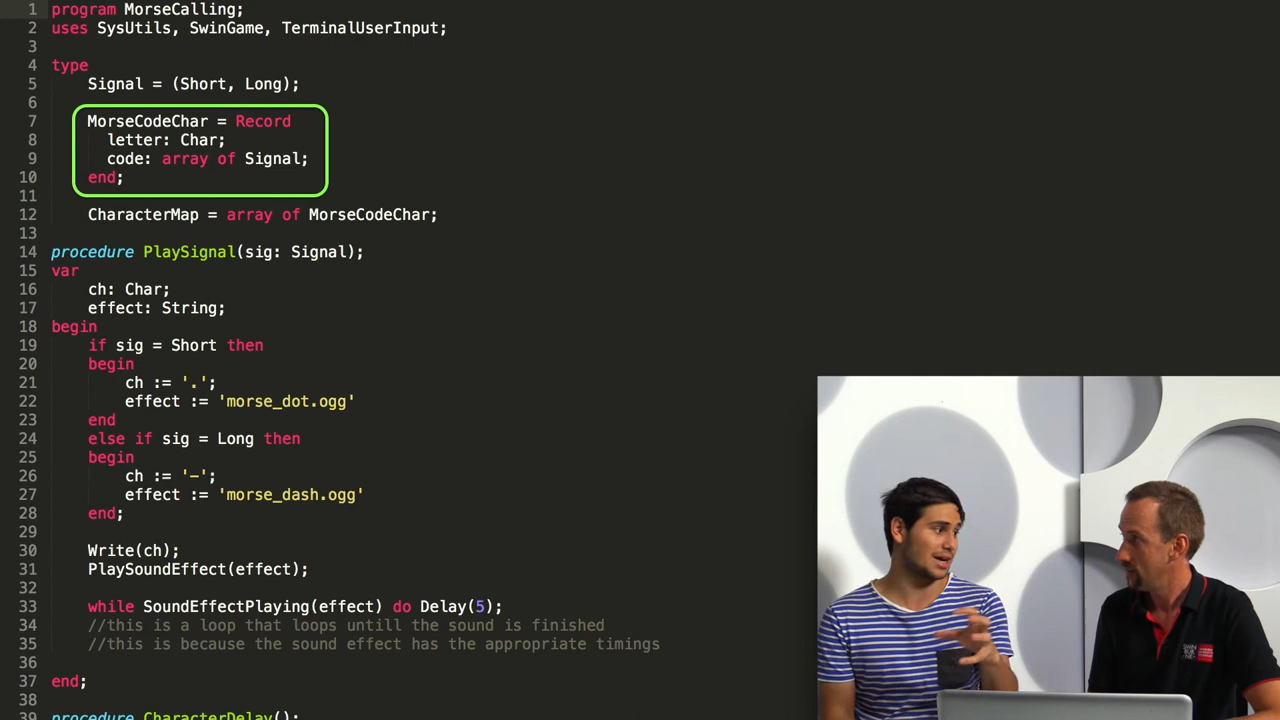 1 program MorseCalling;
2 uses SysUtils, SwinGame, TerminalUserInput;
3
4 type
5 Signal = (Short, Long);
6
7 MorseCodeChar = Record
8 letter: Char;
9 code: array of Signal;
10 end;
11
12 CharacterMap = array of MorseCodeChar;
13
14 procedure PlaySignal(sig: Signal);
15 var
16 ch: Char;
17 effect: String;
18 begin
19 if sig = Short then
20 begin
21 ch := '.';
22 effect := 'morse_dot.ogg'
23 end
24 else if sig = Long then
25 begin
26 ch := '-';
27 effect := 'morse_dash.ogg'
28 end;
29
30 Write(ch);
31 PlaySoundEffect(effect);
32
33 while SoundEffectPlaying(effect) do Delay(5);
34 //this is a loop that loops untill the sound is finished
35 //this is because the sound effect has the appropriate timings
36
37 end;
38
39 procedure CharacterDelay();
SWIN
BUR
NE